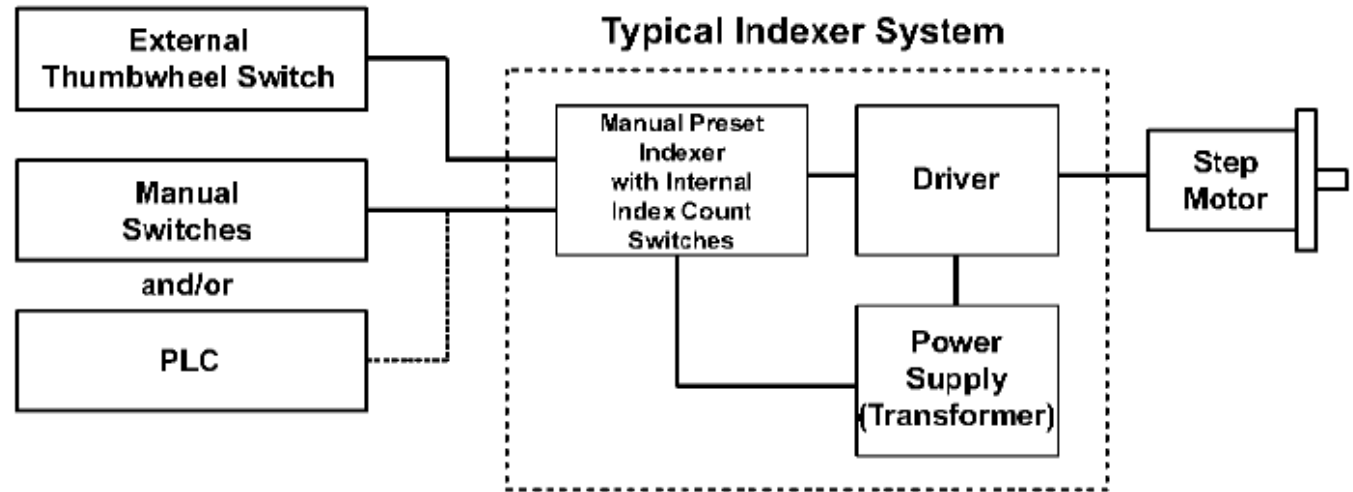 Typical Indexer System
External
Thumbwheel Switch
Manual
Switches
and/or
PLC
Manual Preset
Indexer
with Internal
Index Count
Switches
Driver
Power
Supply
(Transformer)
Step
Motor